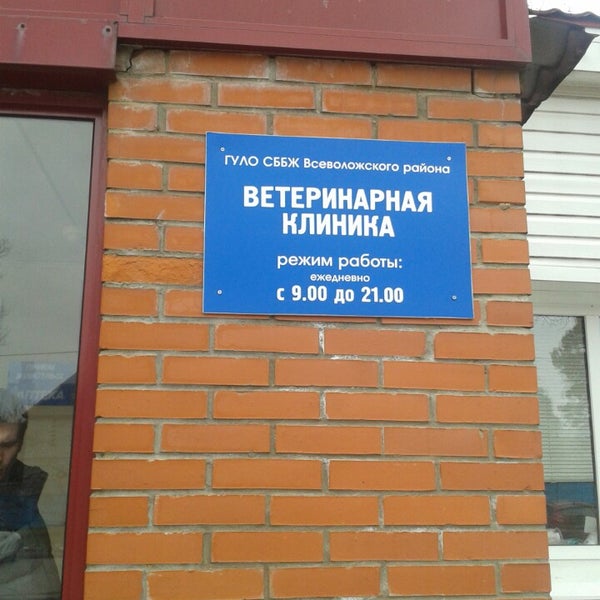 ГУЛО СББЖ Всеволожского района
ВЕТЕРИНАРНАЯ
КЛИНИКА
режим работы:
ежедневно
с 9.00 до 21.00